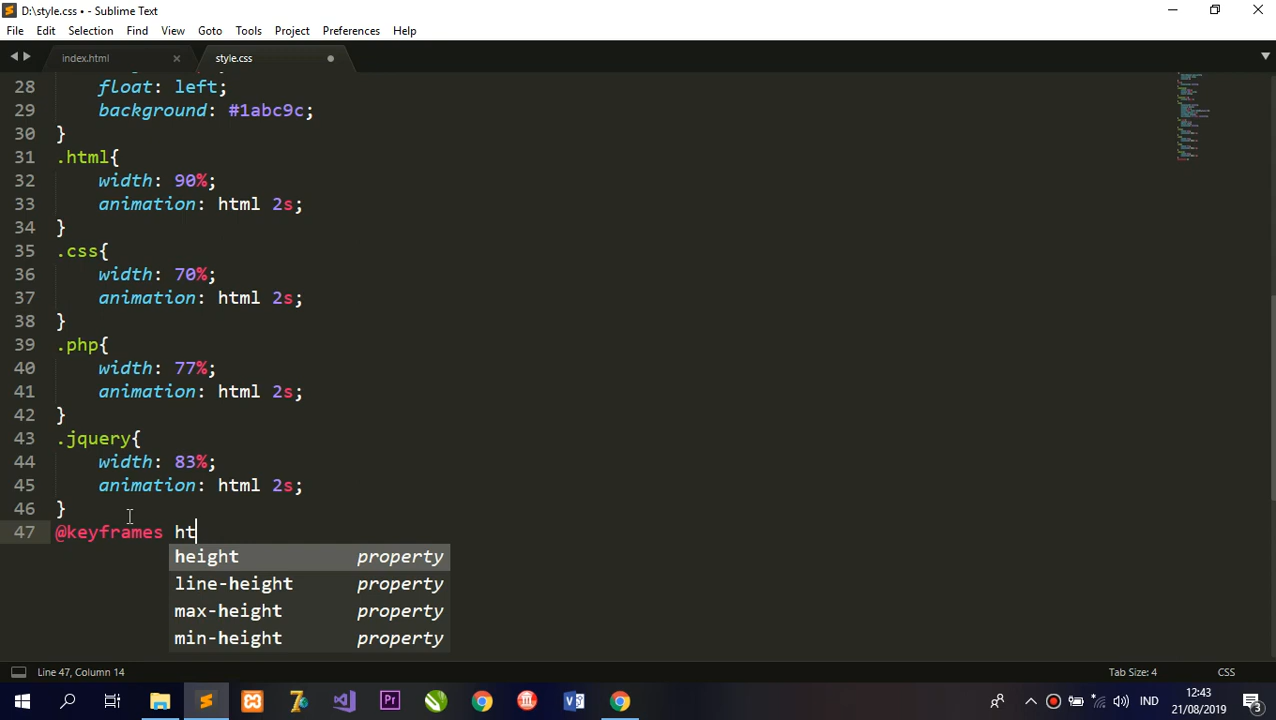 D:\style.css • - Sublime Text
File Edit Selection Find View Goto Tools Project Preferences Help
index.html × style.css
28 float: left;
29 background: #1abc9c;
30 }
31 .html{
32 width: 90%;
33 animation: html 2s;
34 }
35 .css{
36 width: 70%;
37 animation: html 2s;
38 }
39 .php{
40 width: 77%;
41 animation: html 2s;
42 }
43 .jquery{
44 width: 83%;
45 animation: html 2s;
46 }
47 @keyframes ht
height property
line-height property
max-height property
min-height property
Line 47, Column 14 Tab Size: 4 CSS
IND 12:43
21/08/2019 3